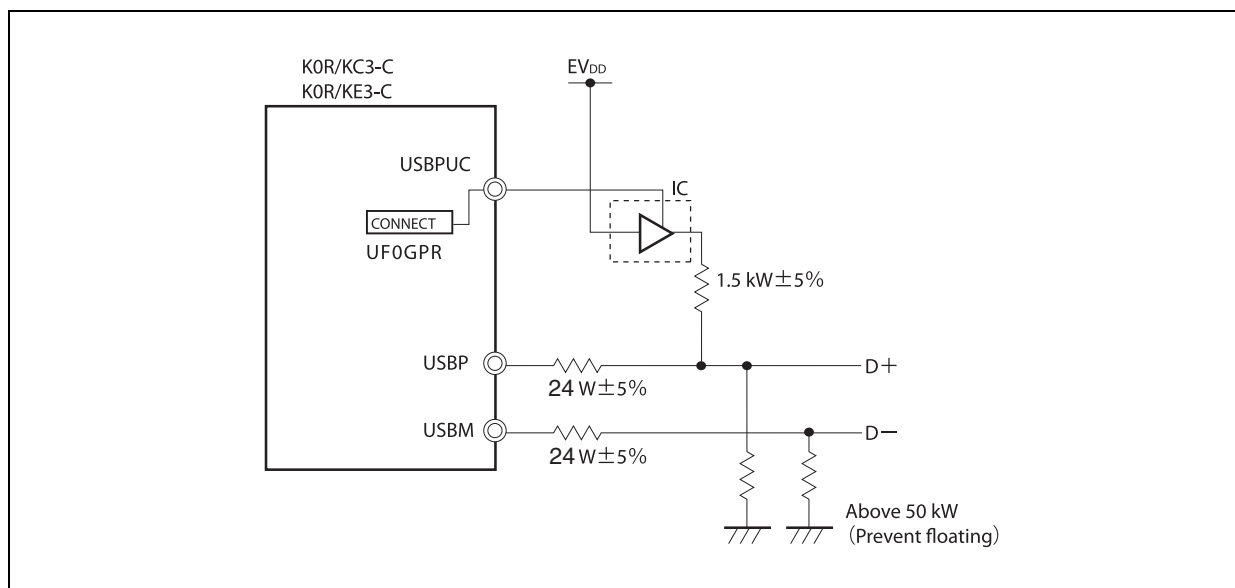 K0R/KC3-C
K0R/KE3-C
EVDD
USBPUC
IC
CONNECT
UF0GPR
1.5 kW±5%
USBP
24 W±5%
D+
USBM
24 W±5%
D−
Above 50 kW
(Prevent floating)